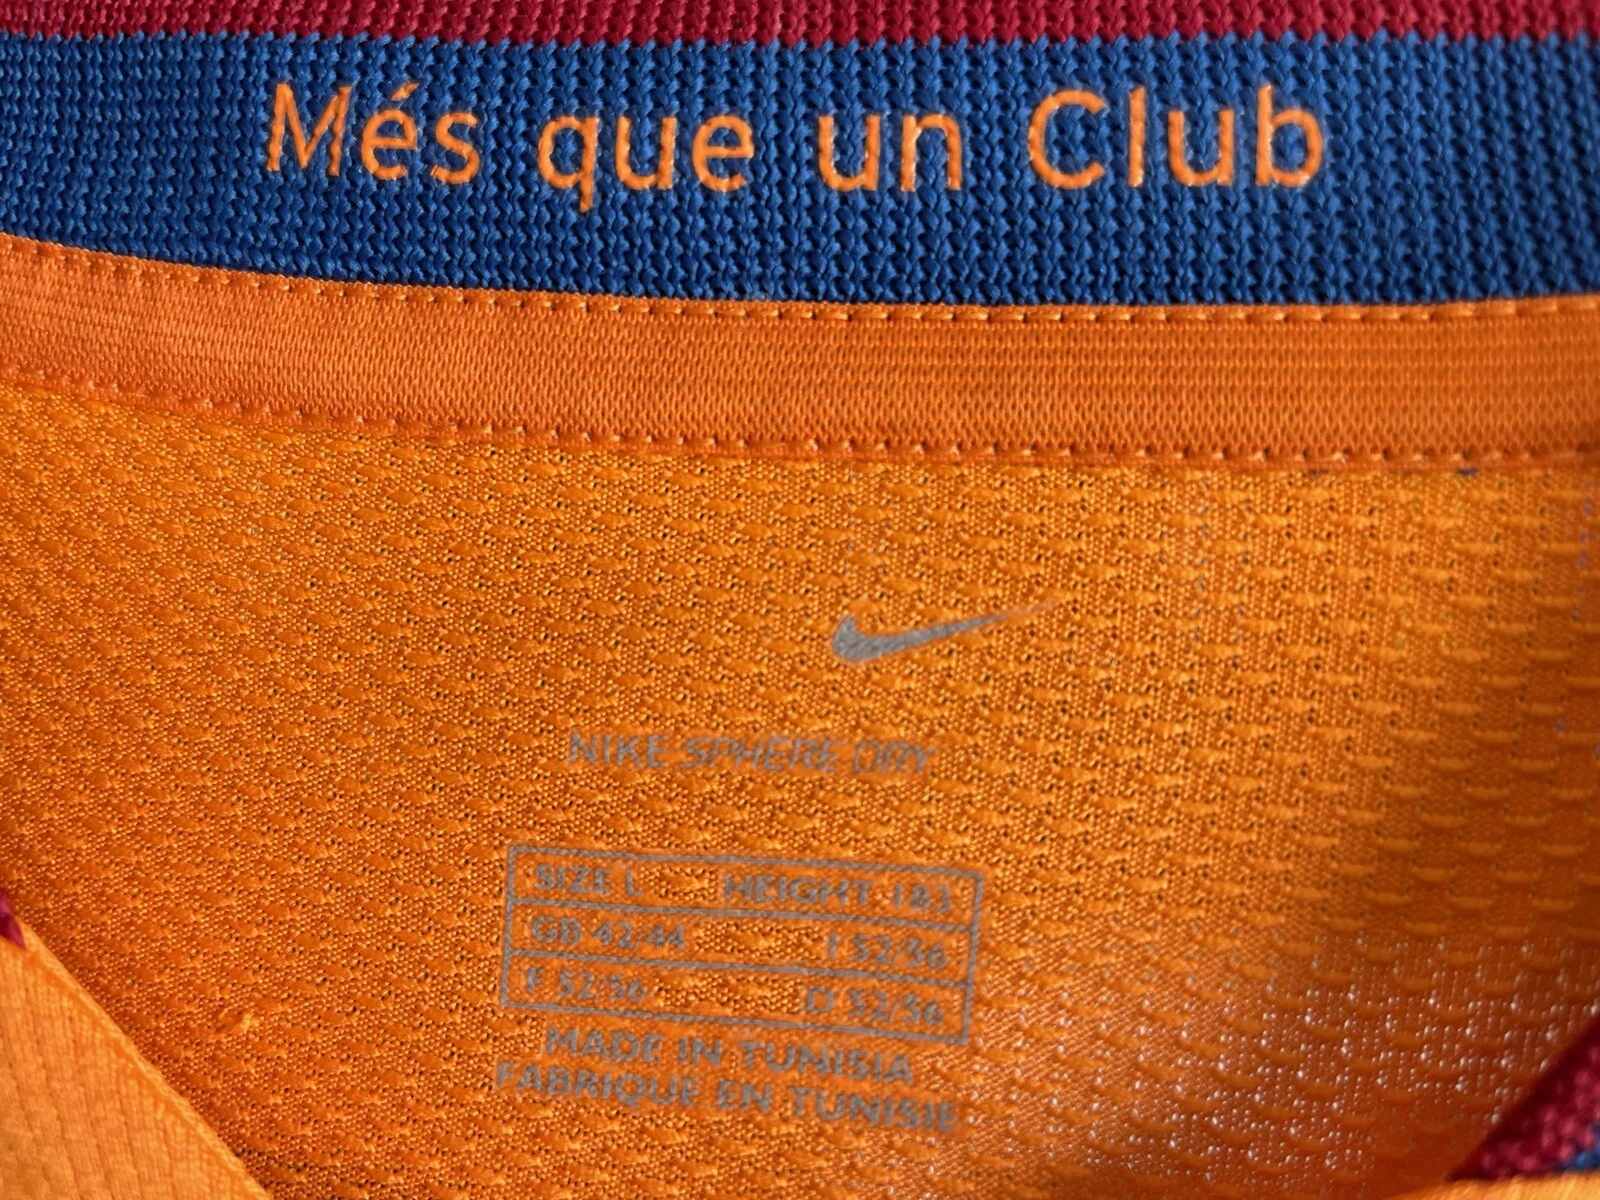 Més que un Club
NIKE SPHERE DRY
SIZE L HEIGHT 183
GB 42/44 I 52/56
F 52/56 D 52/56
MADE IN TUNISIA
FABRIQUE EN TUNISIE